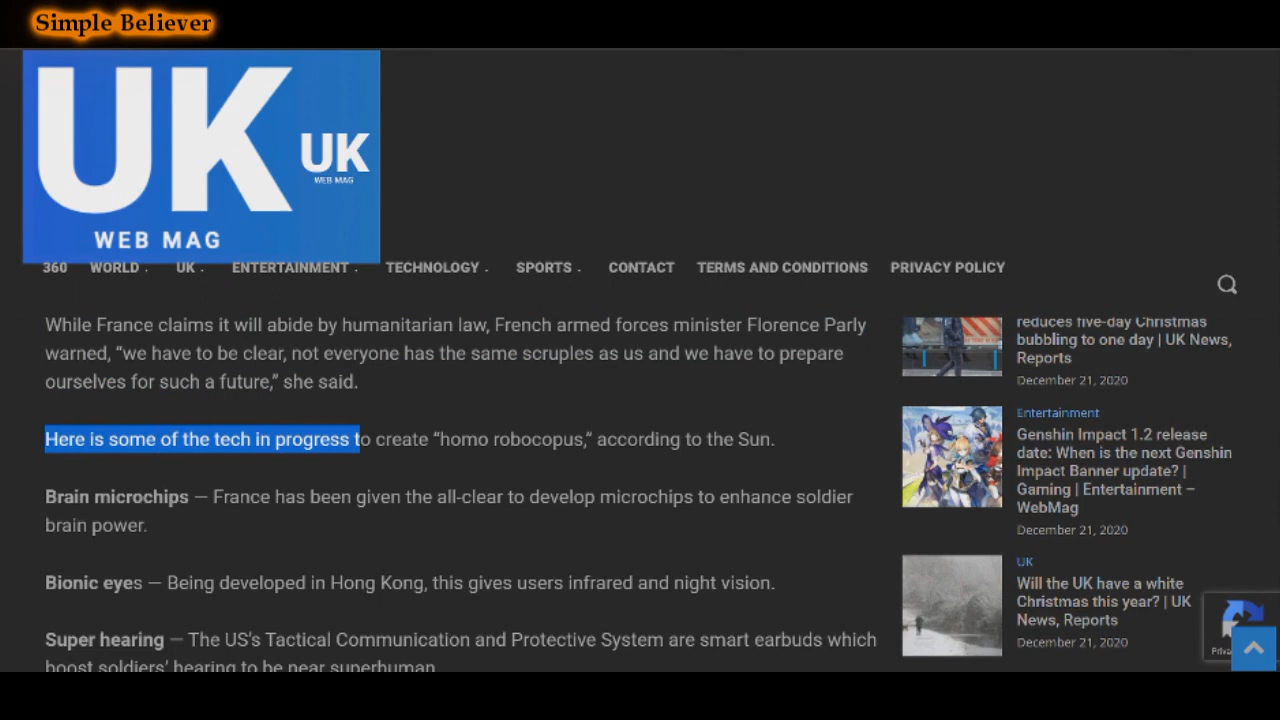 Simple Believer
UK
WEB MAG
UK
WEB MAG
360 WORLD UK ENTERTAINMENT TECHNOLOGY SPORTS CONTACT TERMS AND CONDITIONS PRIVACY POLICY
While France claims it will abide by humanitarian law, French armed forces minister Florence Parly
warned, “we have to be clear, not everyone has the same scruples as us and we have to prepare
ourselves for such a future,” she said.
Here is some of the tech in progress to create “homo robocopus,” according to the Sun.
Brain microchips — France has been given the all-clear to develop microchips to enhance soldier
brain power.
Bionic eyes — Being developed in Hong Kong, this gives users infrared and night vision.
Super hearing — The US’s Tactical Communication and Protective System are smart earbuds which
boost soldiers’ hearing to be near superhuman
reduces five-day Christmas
bubbling to one day | UK News,
Reports
December 21, 2020
Entertainment
Genshin Impact 1.2 release
date: When is the next Genshin
Impact Banner update? |
Gaming | Entertainment –
WebMag
December 21, 2020
UK
Will the UK have a white
Christmas this year? | UK
News, Reports
December 21, 2020